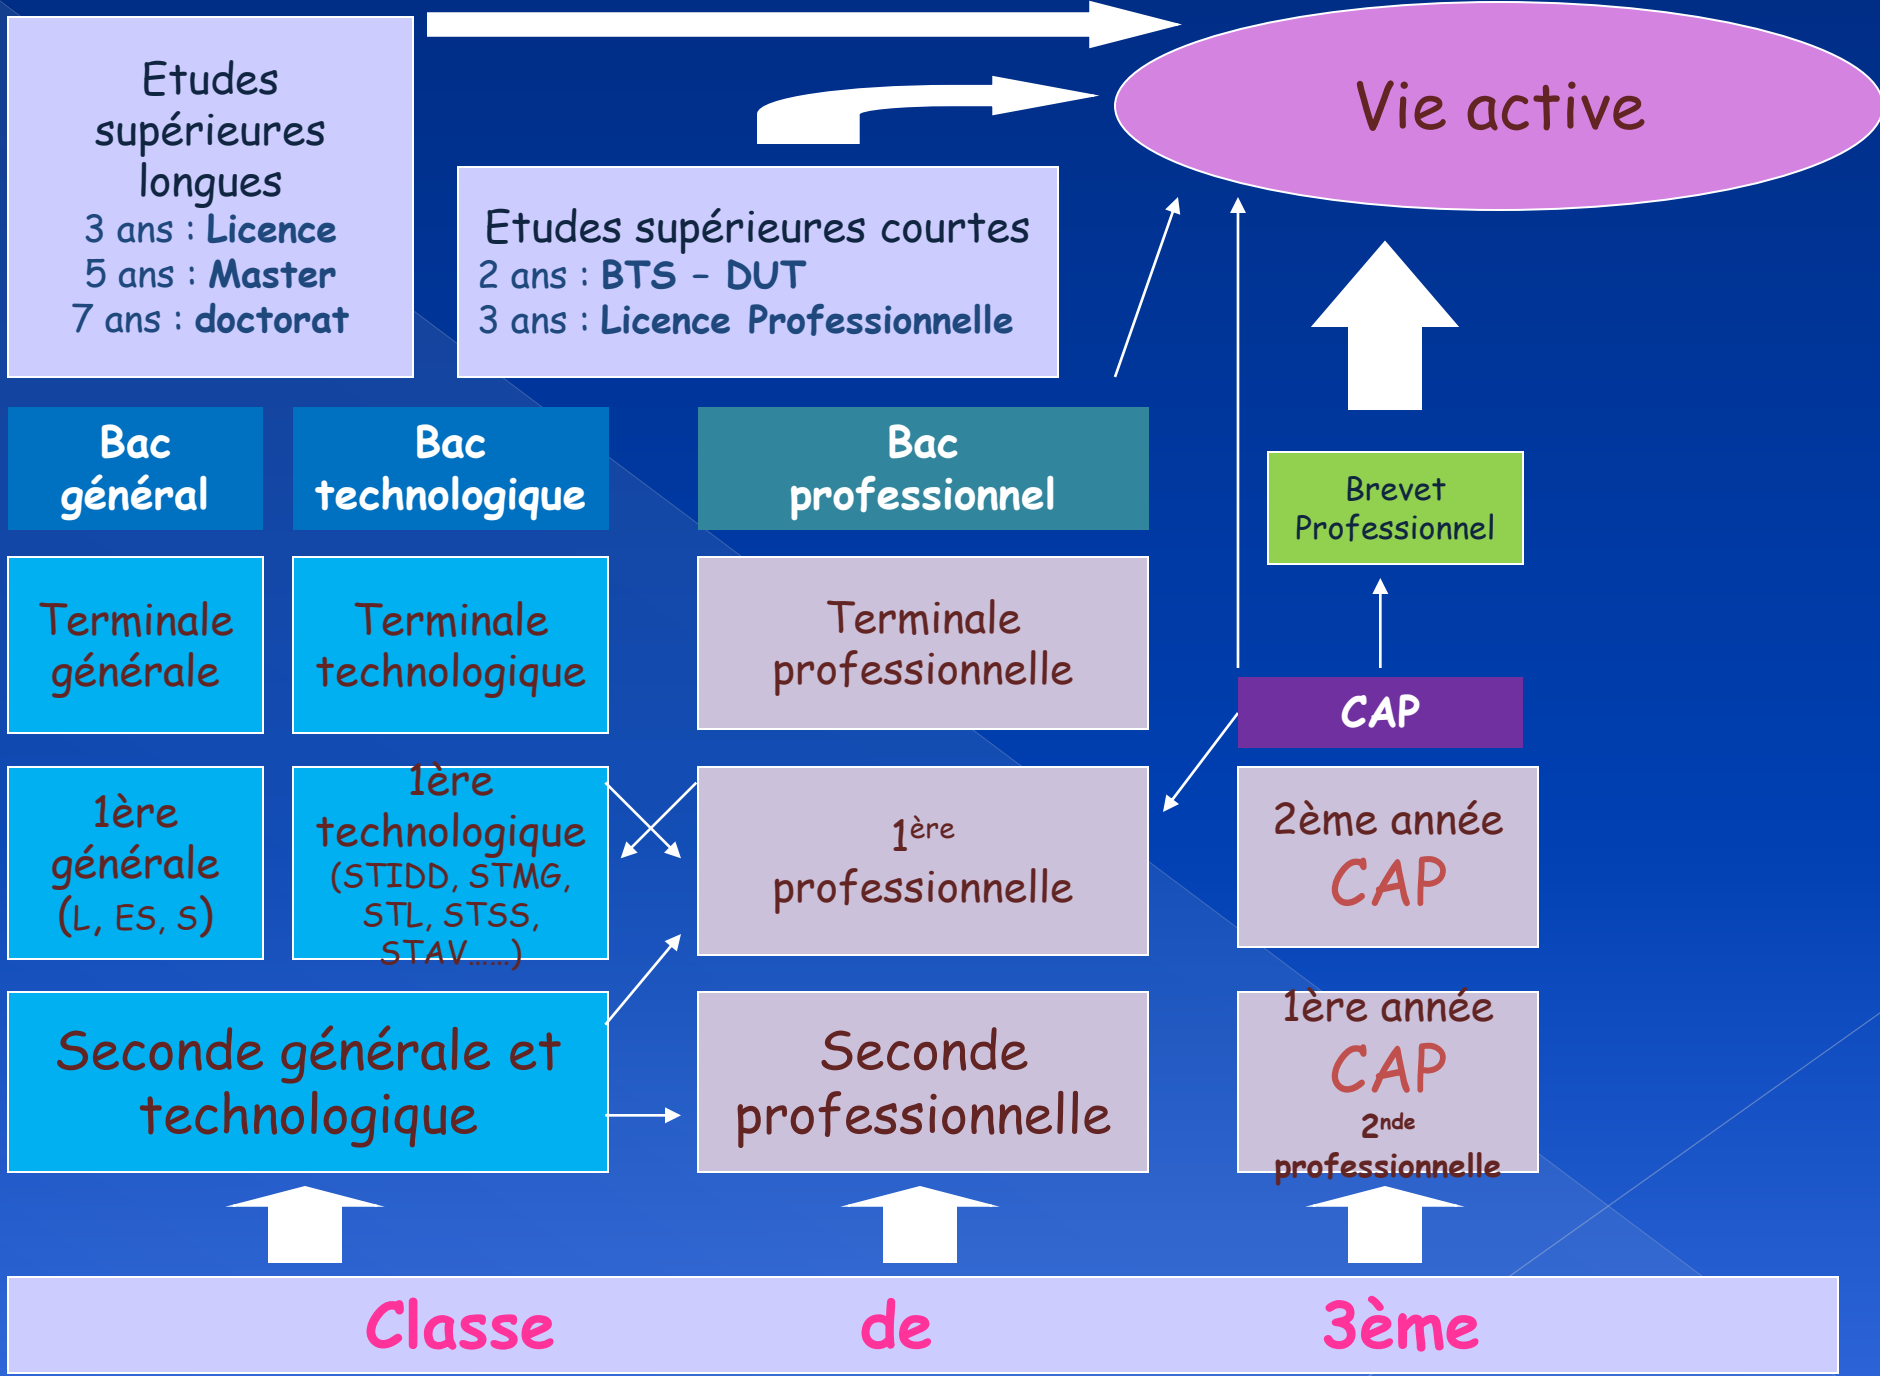 Etudes
supérieures
longues
3 ans : Licence
5 ans : Master
7 ans : doctorat
Etudes supérieures courtes
2 ans : BTS – DUT
3 ans : Licence Professionnelle
Vie active
Bac
général
Bac
technologique
Bac
professionnel
Brevet
Professionnel
Terminale
générale
Terminale
technologique
Terminale
professionnelle
CAP
1ère
générale
(L, ES, S)
1ère
technologique
(STIDD, STMG,
STL, STSS,
STAV……)
1ère
professionnelle
2ème année
CAP
Seconde générale et
technologique
Seconde
professionnelle
1ère année
CAP
2nde
professionnelle
Classe de 3ème